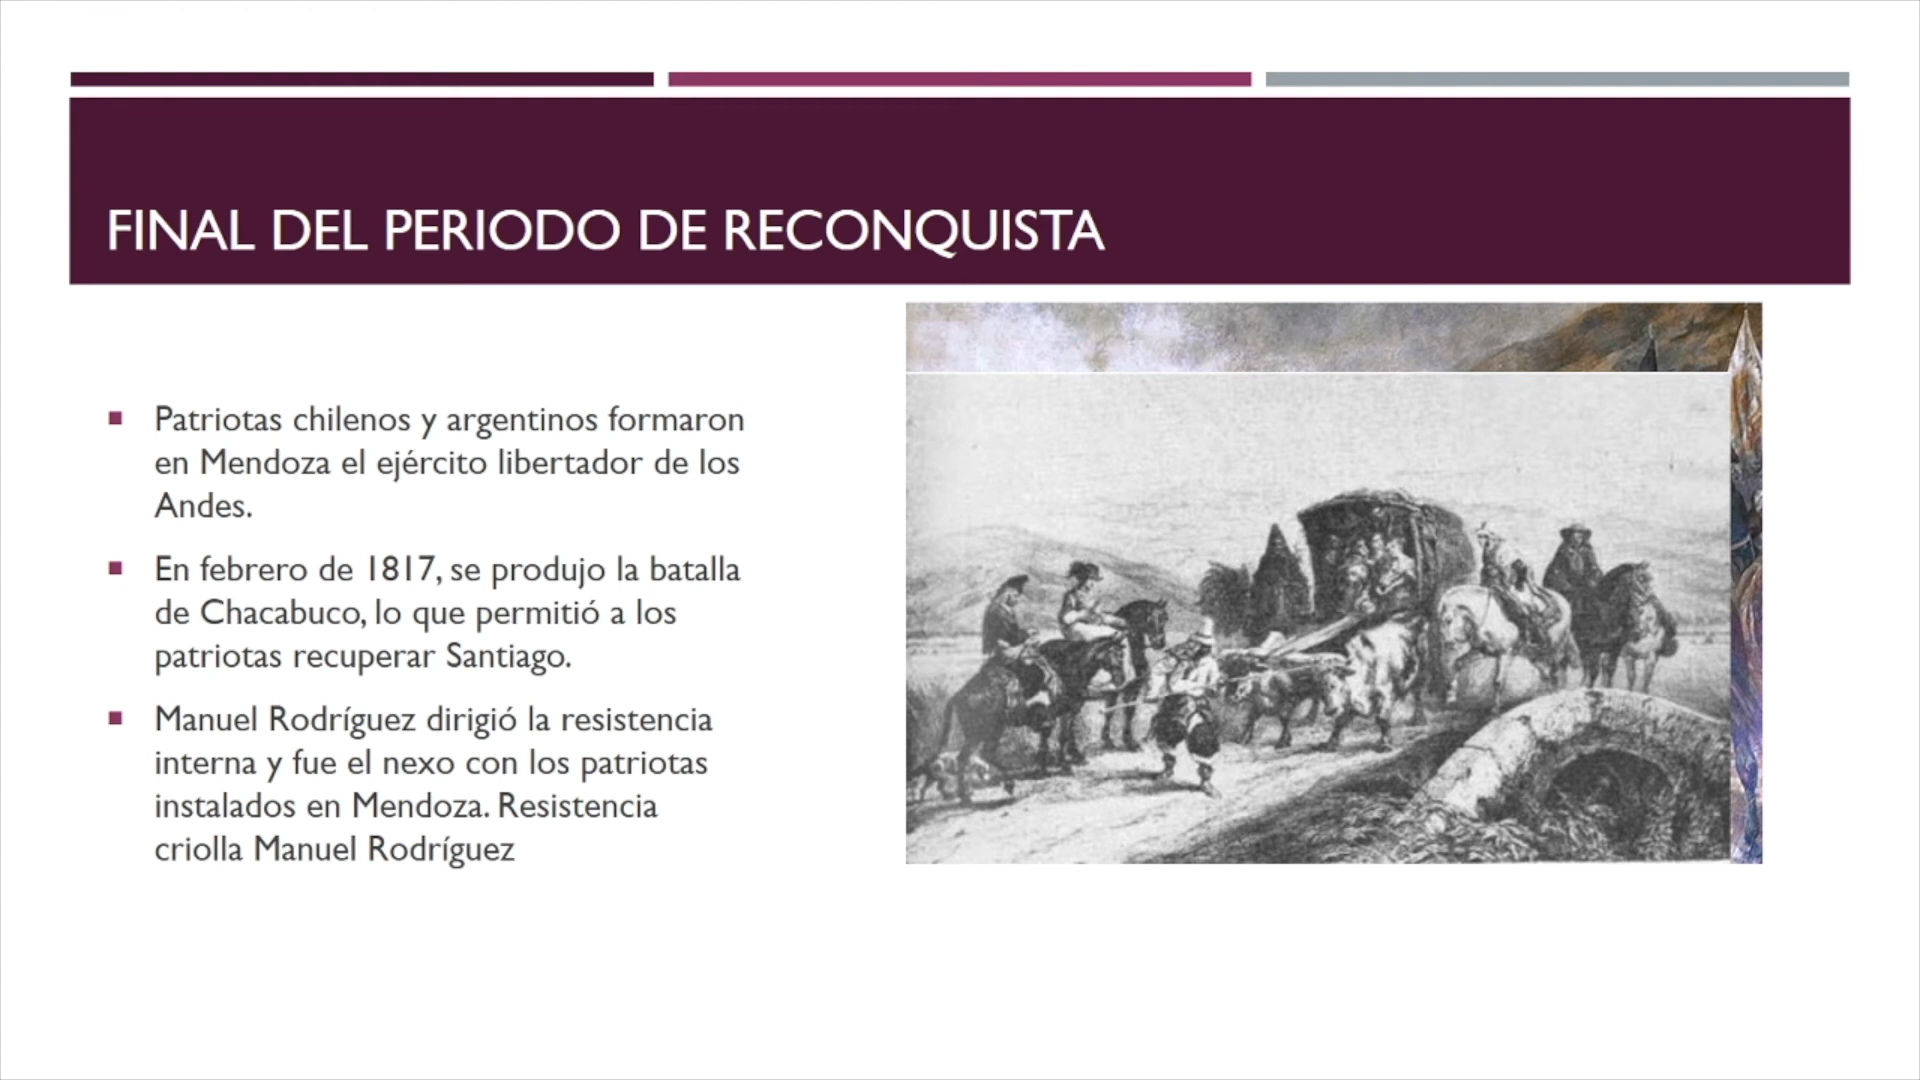 FINAL DEL PERIODO DE RECONQUISTA
Patriotas chilenos y argentinos formaron
en Mendoza el ejército libertador de los
Andes.
En febrero de 1817, se produjo la batalla
de Chacabuco, lo que permitió a los
patriotas recuperar Santiago.
Manuel Rodríguez dirigió la resistencia
interna y fue el nexo con los patriotas
instalados en Mendoza. Resistencia
criolla Manuel Rodríguez